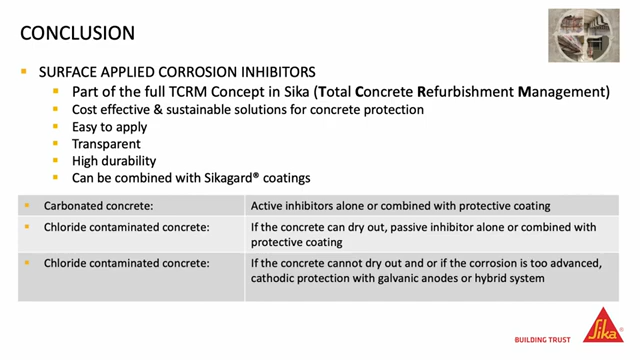 CONCLUSION
SURFACE APPLIED CORROSION INHIBITORS
Part of the full TCRM Concept in Sika (Total Concrete Refurbishment Management)
Cost effective & sustainable solutions for concrete protection
Easy to apply
Transparent
High durability
Can be combined with Sikagard® coatings
Carbonated concrete:
Active inhibitors alone or combined with protective coating
Chloride contaminated concrete:
If the concrete can dry out, passive inhibitor alone or combined with
protective coating
Chloride contaminated concrete:
If the concrete cannot dry out and or if the corrosion is too advanced,
cathodic protection with galvanic anodes or hybrid system
BUILDING TRUST
Sika®